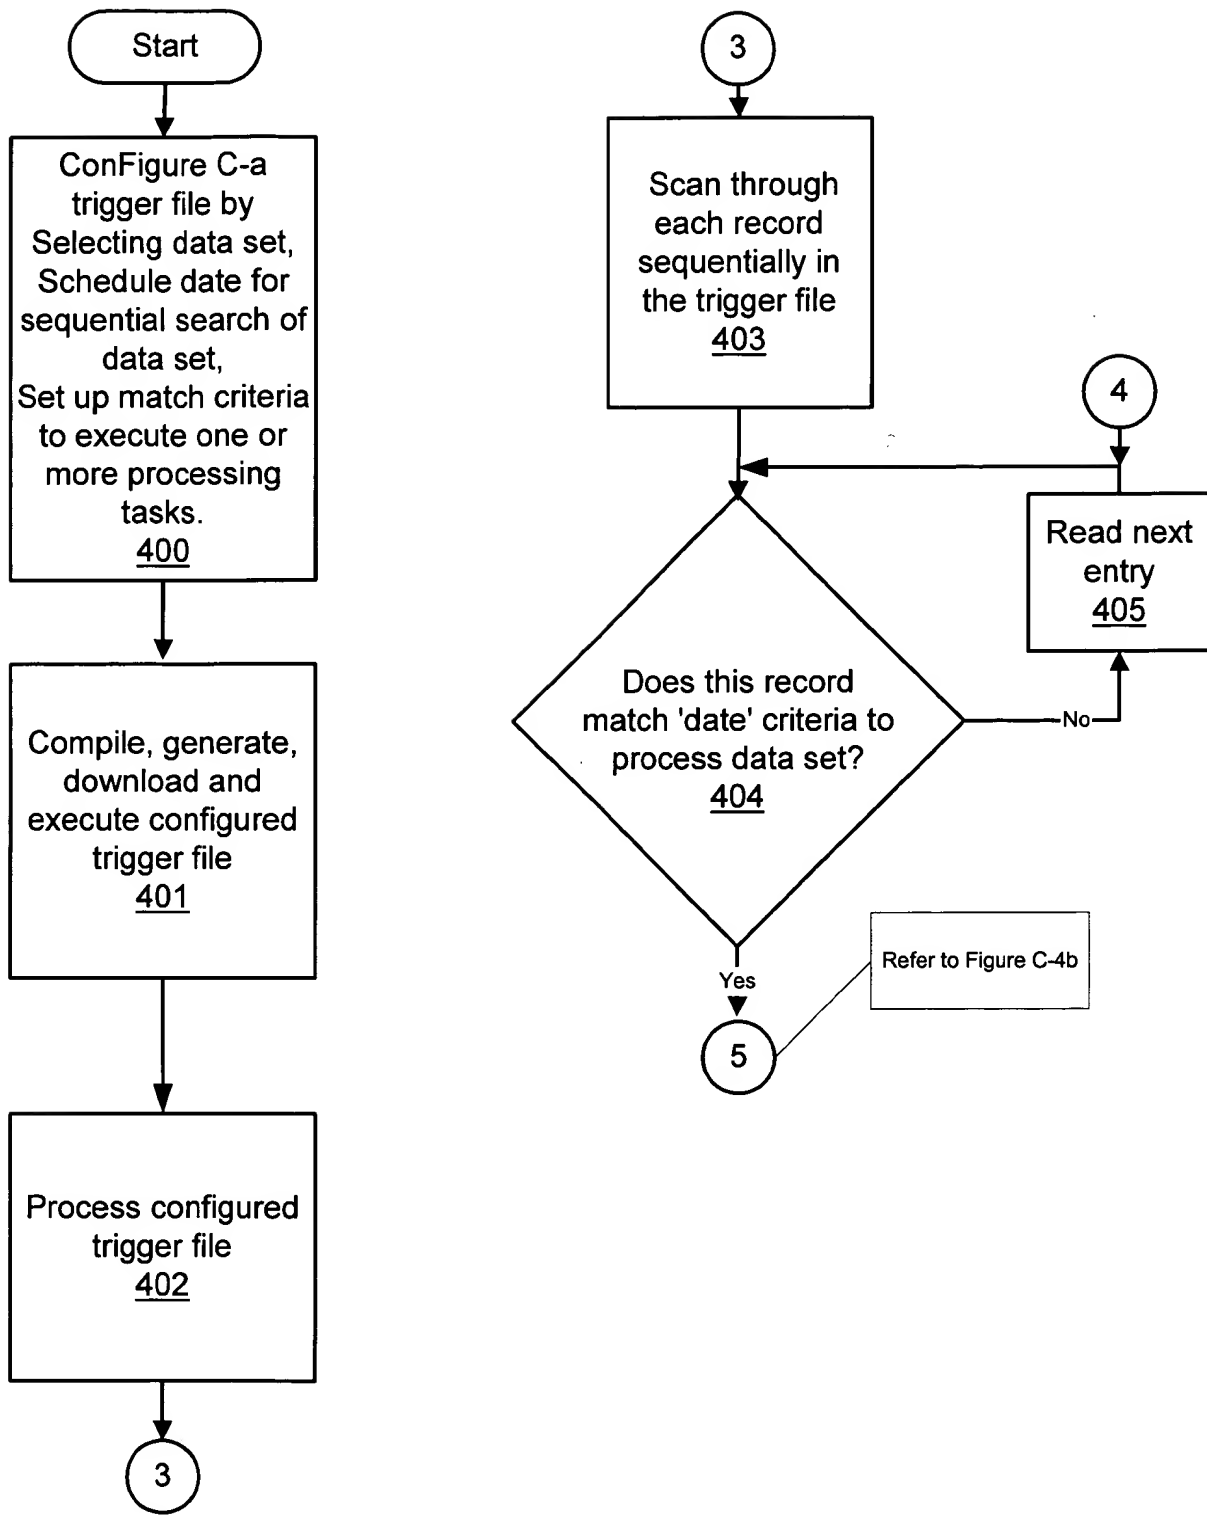 Start
ConFigure C-a
trigger file by
Selecting data set,
Schedule date for
sequential search of
data set,
Set up match criteria
to execute one or
more processing
tasks.
400
Compile, generate,
download and
execute configured
trigger file
401
Process configured
trigger file
402
3
3
Scan through
each record
sequentially in
the trigger file
403
4
Read next
entry
405
Does this record
match 'date' criteria to
process data set?
404
No
Yes
5
Refer to Figure C-4b